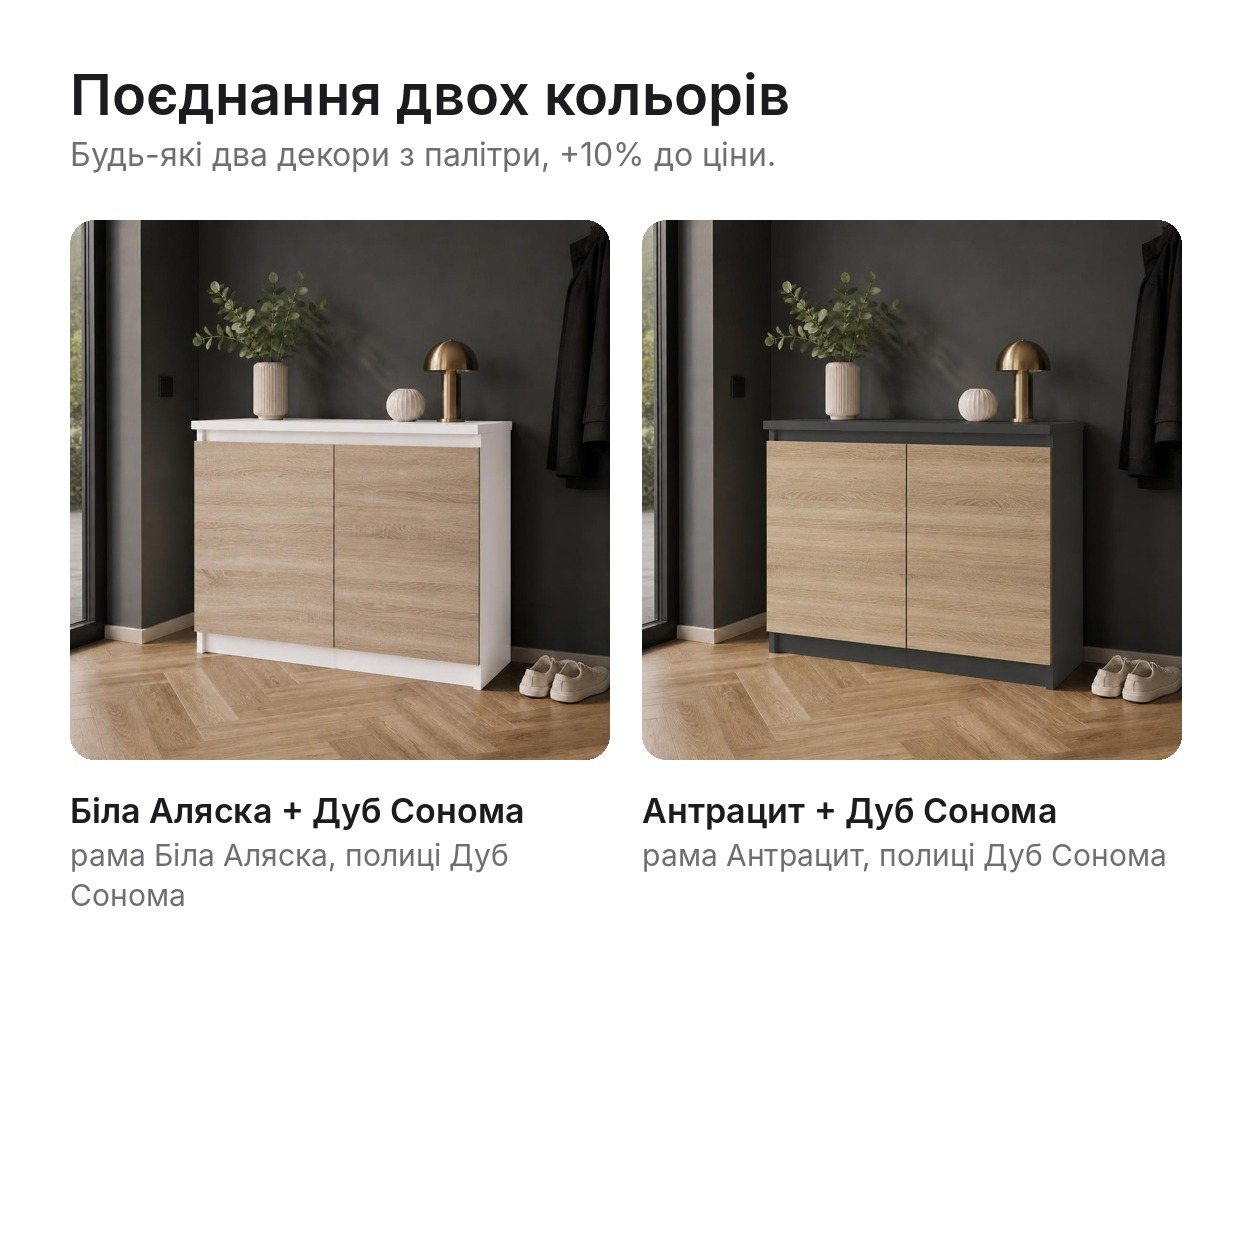 Поєднання двох кольорів
Будь-які два декори з палітри, +10% до ціни.
Біла Аляска + Дуб Сонома
рама Біла Аляска, полиці Дуб
Сонома
Антрацит + Дуб Сонома
рама Антрацит, полиці Дуб Сонома